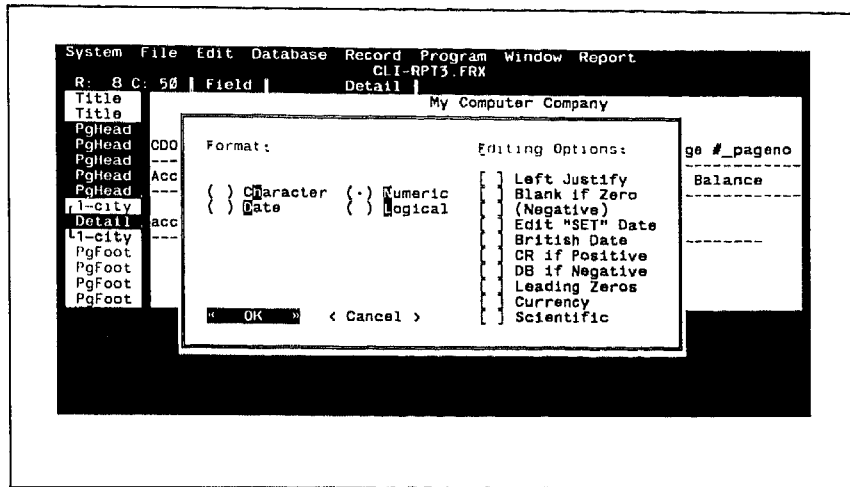 System File Edit Database Record Program Window Report
CLI-RPT3.FRX
R: 8 C: 50 Field Detail
Title My Computer Company
Title
PgHead
PgHead CDO ge #_pageno
PgHead ---
PgHead Acc Balance
PgHead ---
1-city
Detail acc
1-city ---
PgFoot
PgFoot
PgFoot
PgFoot
Format:
( ) Character (·) Numeric
( ) Date ( ) Logical
« OK » < Cancel >
Editing Options:
[ ] Left Justify
[ ] Blank if Zero
[ ] (Negative)
[ ] Edit "SET" Date
[ ] British Date
[ ] CR if Positive
[ ] DB if Negative
[ ] Leading Zeros
[ ] Currency
[ ] Scientific